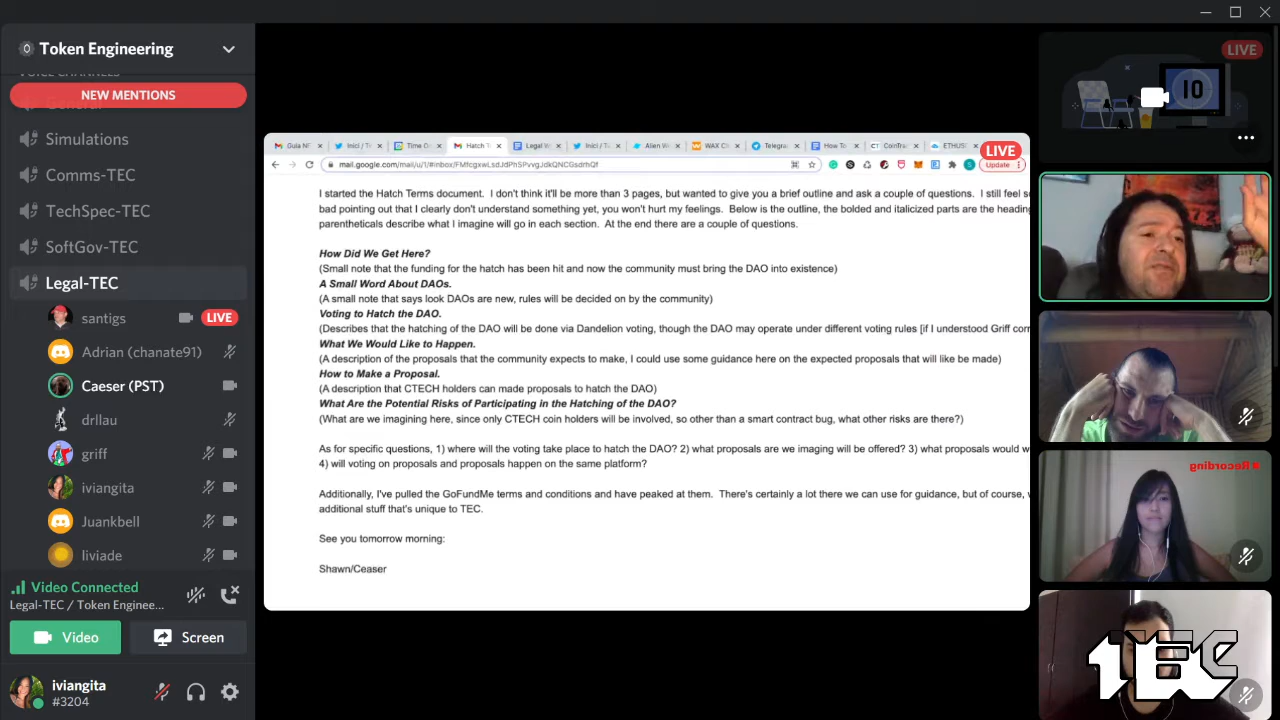 Token Engineering
NEW MENTIONS
Simulations
Comms-TEC
TechSpec-TEC
SoftGov-TEC
Legal-TEC
santigs LIVE
Adrian (chanate91)
Caeser (PST)
drllau
griff
iviangita
Juankbell
liviade
Video Connected
Legal-TEC / Token Enginee...
Video Screen
iviangita
#3204
Guia NF Inici / T Time O Hatch T Legal W Inici / T Alien W WAX C Telegra How To CoinTra ETHUS
LIVE
Update
I started the Hatch Terms document. I don't think it'll be more than 3 pages, but wanted to give you a brief outline and ask a couple of questions. I still feel s
bad pointing out that I clearly don't understand something yet, you won't hurt my feelings. Below is the outline, the bolded and italicized parts are the heading
parentheticals describe what I imagine will go in each section. At the end there are a couple of questions.
How Did We Get Here?
(Small note that the funding for the hatch has been hit and now the community must bring the DAO into existence)
A Small Word About DAOs.
(A small note that says look DAOs are new, rules will be decided on by the community)
Voting to Hatch the DAO.
(Describes that the hatching of the DAO will be done via Dandelion voting, though the DAO may operate under different voting rules [if I understood Griff corr
What We Would Like to Happen.
(A description of the proposals that the community expects to make, I could use some guidance here on the expected proposals that will like be made)
How to Make a Proposal.
(A description that CTECH holders can made proposals to hatch the DAO)
What Are the Potential Risks of Participating in the Hatching of the DAO?
(What are we imagining here, since only CTECH coin holders will be involved, so other than a smart contract bug, what other risks are there?)
As for specific questions, 1) where will the voting take place to hatch the DAO? 2) what proposals are we imaging will be offered? 3) what proposals would w
4) will voting on proposals and proposals happen on the same platform?
Additionally, I've pulled the GoFundMe terms and conditions and have peaked at them. There's certainly a lot there we can use for guidance, but of course,
additional stuff that's unique to TEC.
See you tomorrow morning:
Shawn/Ceaser
LIVE
10
Recording
TEC